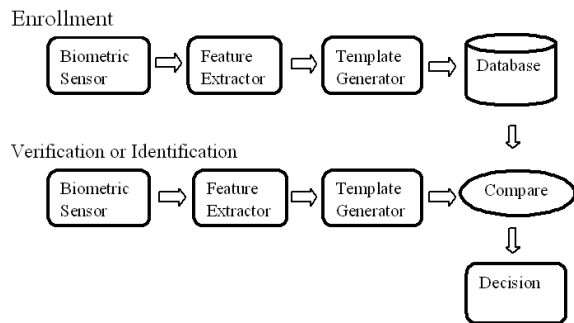 Enrollment
Biometric
Sensor
Feature
Extractor
Template
Generator
Database
Verification or Identification
Biometric
Sensor
Feature
Extractor
Template
Generator
Compare
Decision